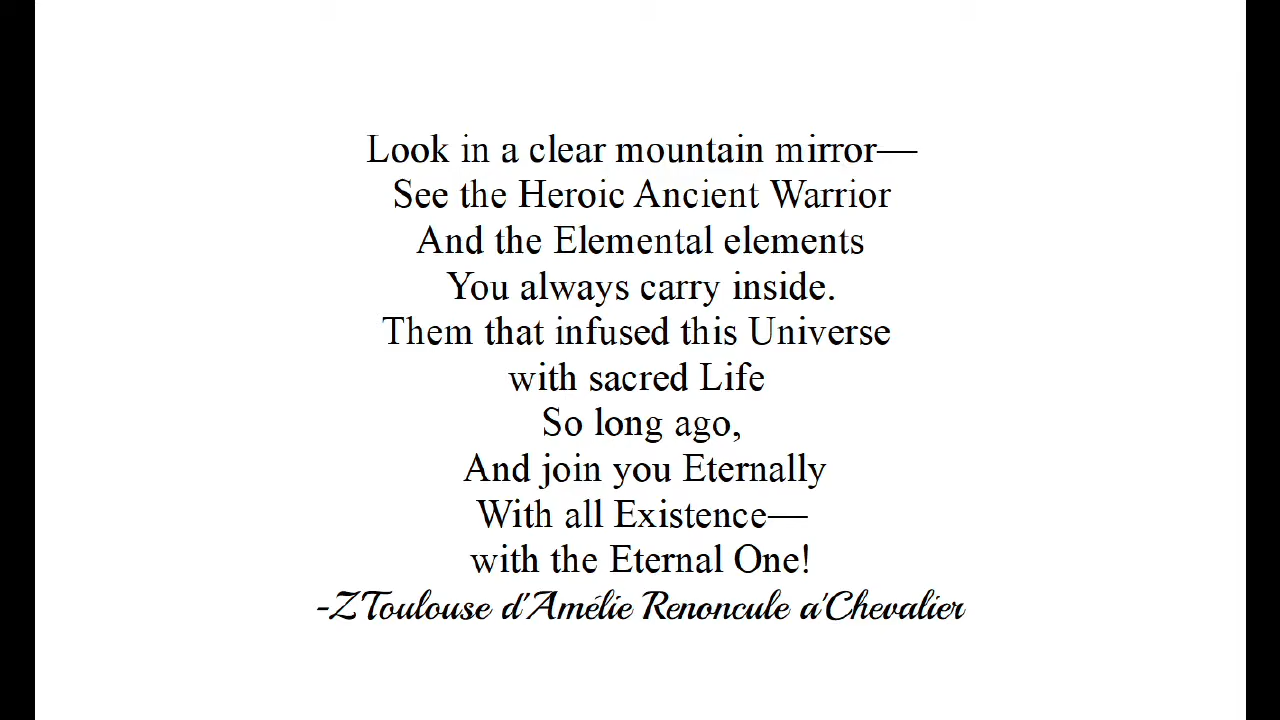 Look in a clear mountain mirror—
See the Heroic Ancient Warrior
And the Elemental elements
You always carry inside.
Them that infused this Universe
with sacred Life
So long ago,
And join you Eternally
With all Existence—
with the Eternal One!
-ZToulouse d'Amélie Renoncule a'Chevalier